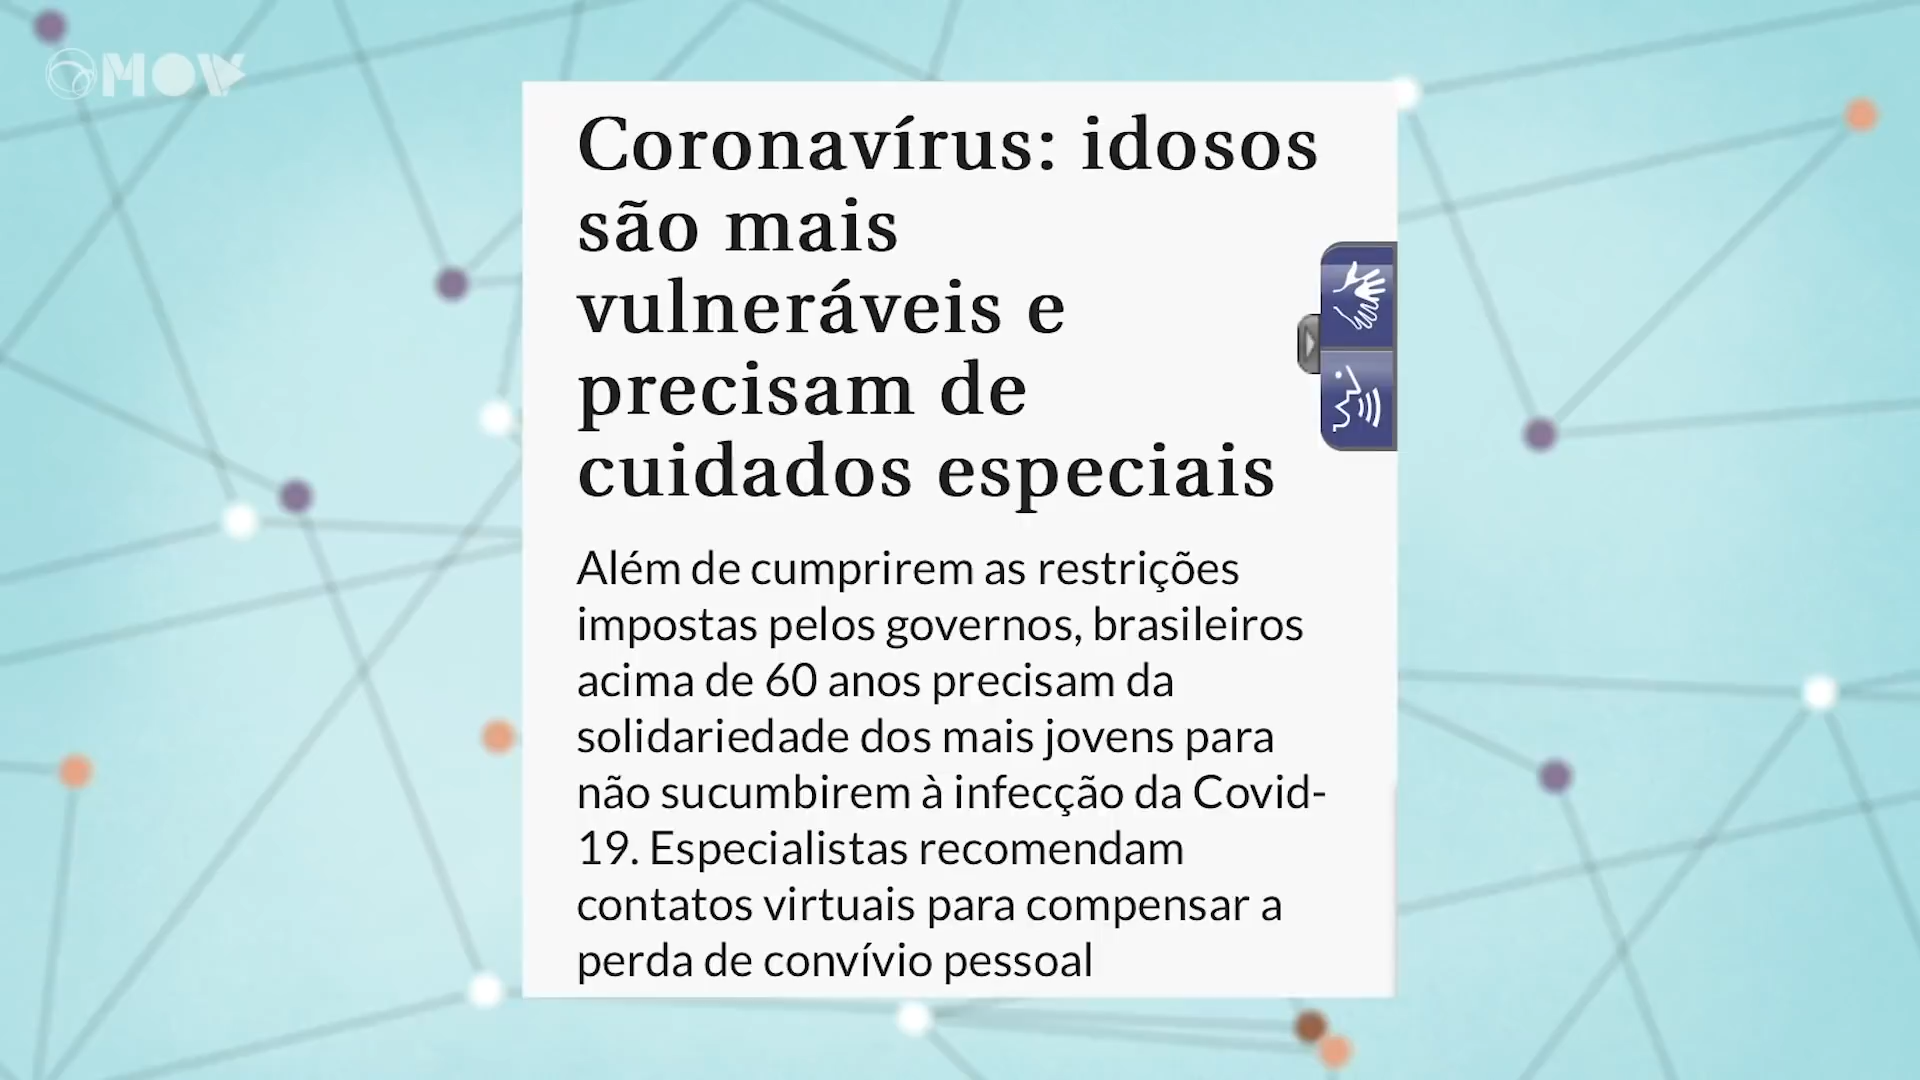 MOV
Coronavírus: idosos
são mais
vulneráveis e
precisam de
cuidados especiais
Além de cumprirem as restrições
impostas pelos governos, brasileiros
acima de 60 anos precisam da
solidariedade dos mais jovens para
não sucumbirem à infecção da Covid-
19. Especialistas recomendam
contatos virtuais para compensar a
perda de convívio pessoal